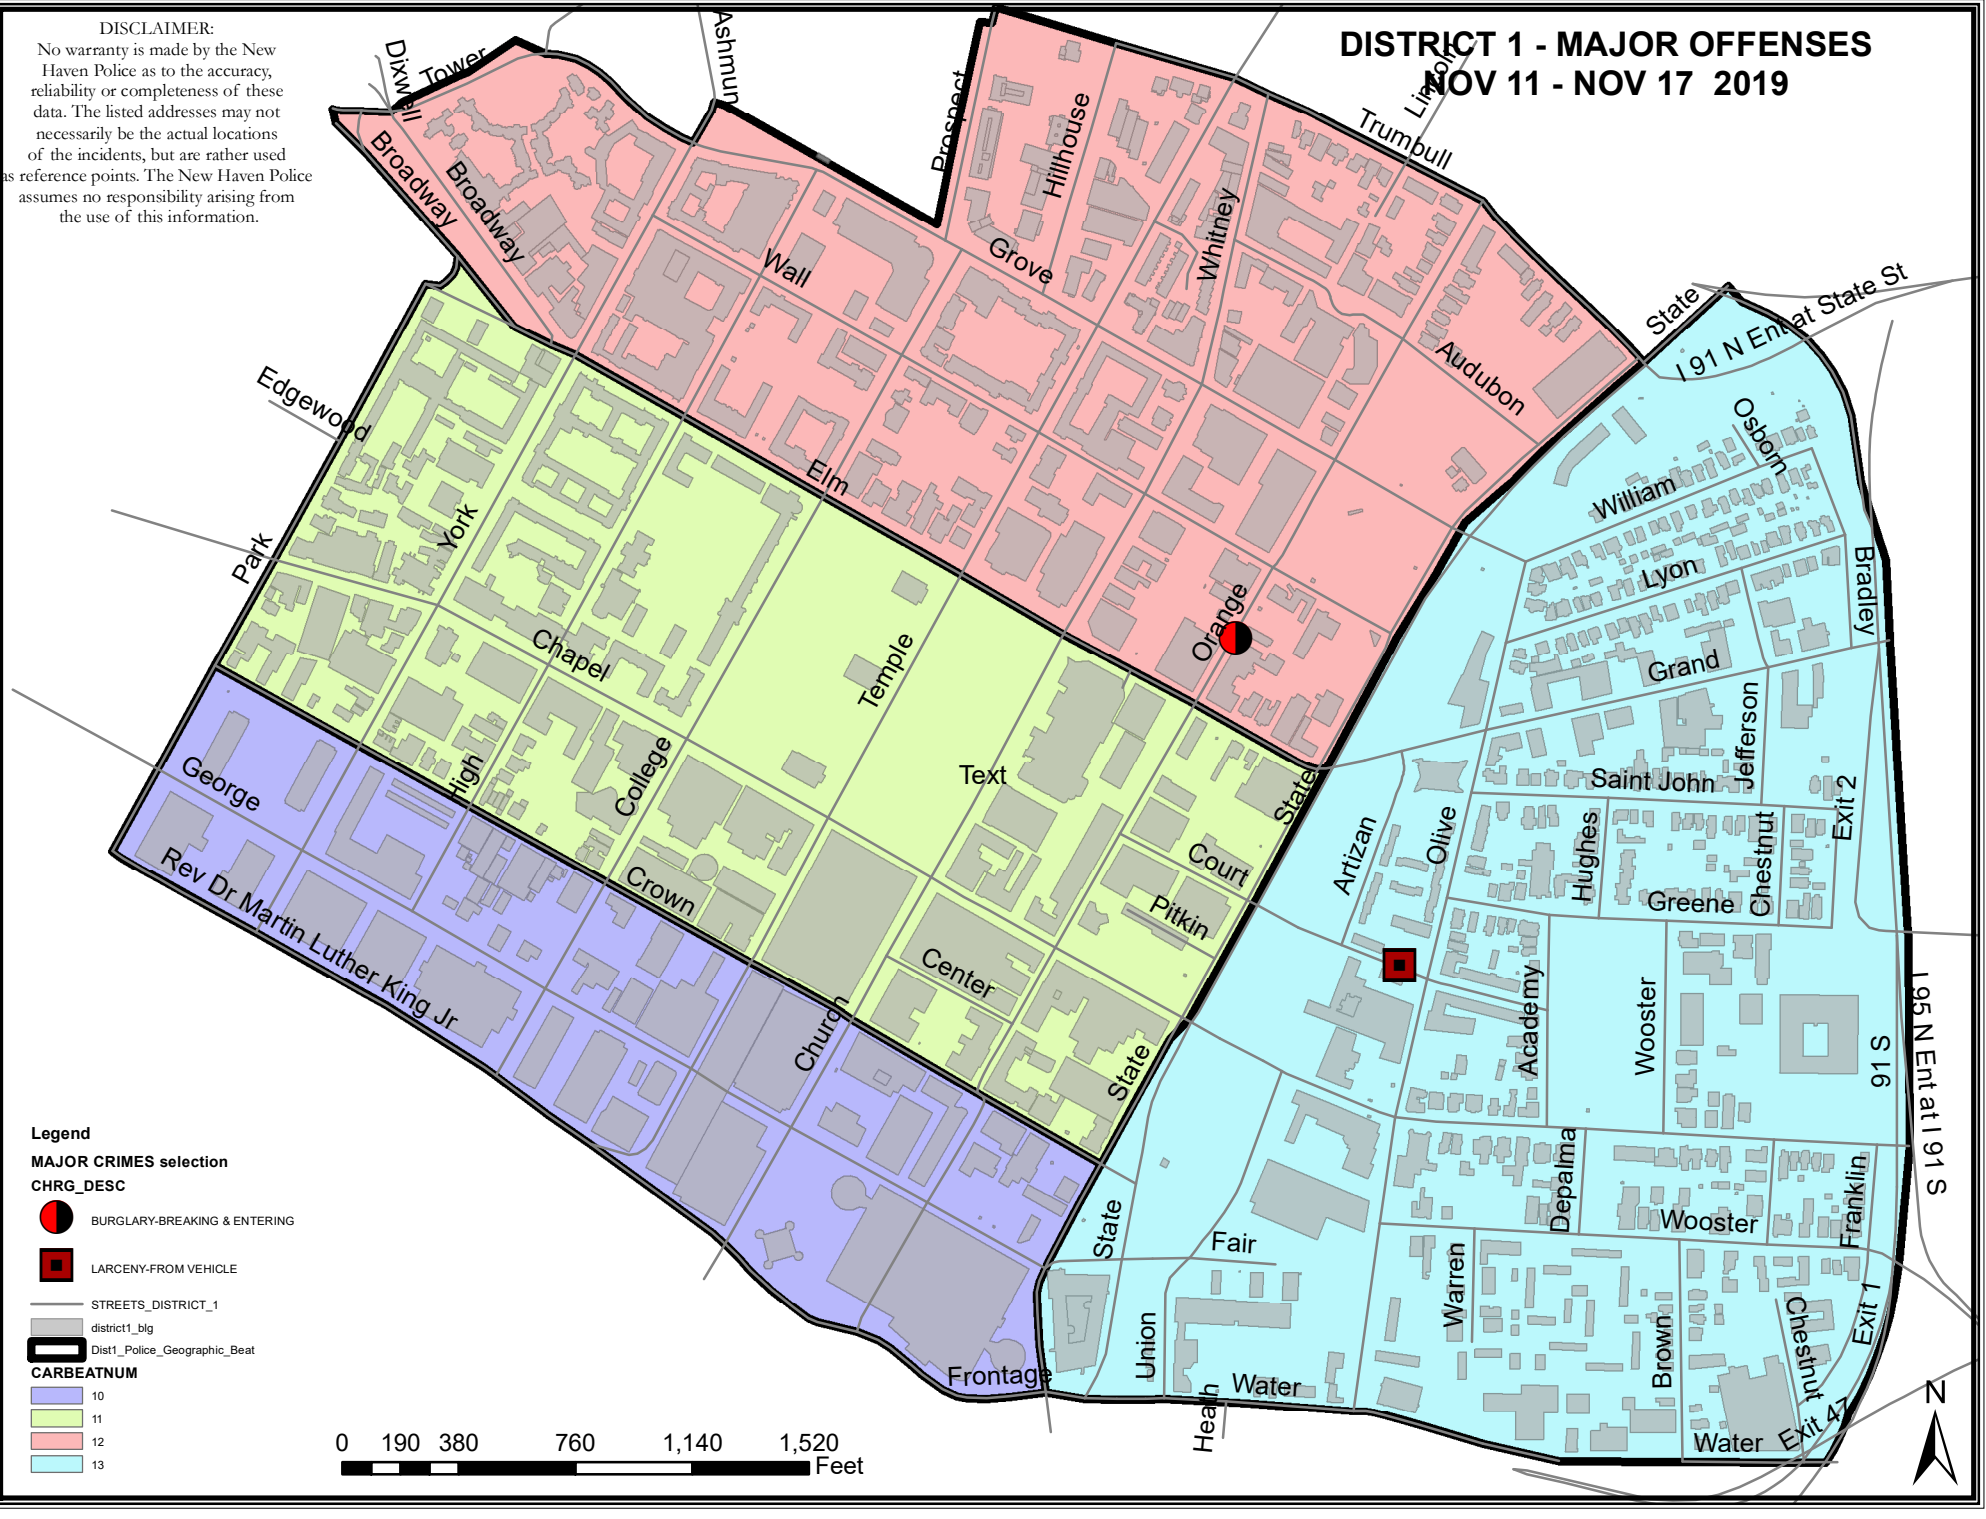 DISCLAIMER:
No warranty is made by the New
Haven Police as to the accuracy,
reliability or completeness of these
data. The listed addresses may not
necessarily be the actual locations
of the incidents, but are rather used
as reference points. The New Haven Police
assumes no responsibility arising from
the use of this information.
DISTRICT 1 - MAJOR OFFENSES
NOV 11 - NOV 17 2019
Dixwell
Tower
Ashmun
Prospect
Hillhouse
Lincoln
Trumbull
Broadway
Broadway
Wall
Grove
Whitney
State
I 91 N Ent at State St
Audubon
Edgewood
Osborn
Elm
William
York
Park
Lyon
Bradley
Orange
Chapel
Temple
Grand
Jefferson
Text
College
High
George
State
Saint John
Exit 2
Artizan
Olive
Hughes
Chestnut
Court
Crown
Greene
Pitkin
Rev Dr Martin Luther King Jr
Center
Church
Academy
Wooster
91 S
I 95 N Ent at I 91 S
State
Depalma
Franklin
State
Wooster
Fair
Warren
Union
Brown
Chestnut
Exit 1
Frontage
Heath
Water
Water
Exit 47
Legend
MAJOR CRIMES selection
CHRG_DESC
BURGLARY-BREAKING & ENTERING
LARCENY-FROM VEHICLE
STREETS_DISTRICT_1
district1_blg
Dist1_Police_Geographic_Beat
CARBEATNUM
10
11
12
13
0 190 380 760 1,140 1,520
Feet
N